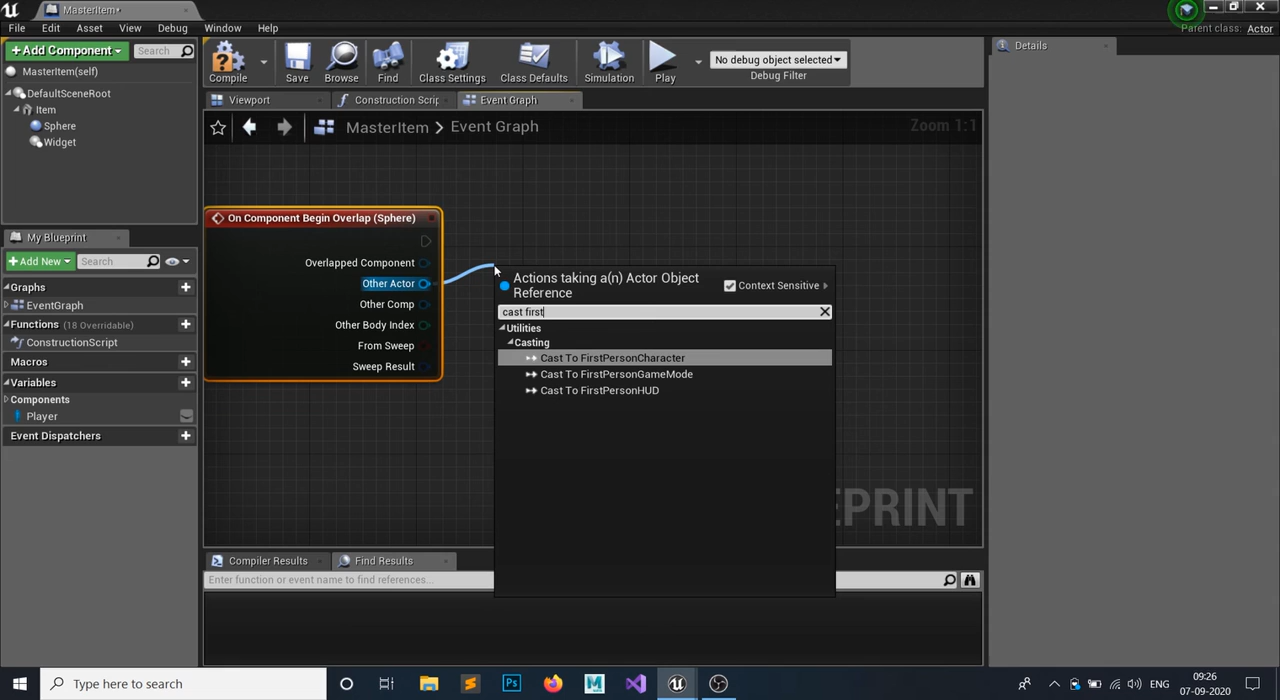 MasterItem*
File Edit Asset View Debug Window Help
Parent class: Actor
+Add Component
Search
MasterItem(self)
DefaultSceneRoot
Item
Sphere
Widget
Compile
Save
Browse
Find
Class Settings
Class Defaults
Simulation
Play
No debug object selected
Debug Filter
Details
Viewport
Construction Scrip
Event Graph
MasterItem > Event Graph
Zoom 1:1
My Blueprint
+Add New
Search
Graphs
EventGraph
Functions (18 Overridable)
ConstructionScript
Macros
Variables
Components
Player
Event Dispatchers
On Component Begin Overlap (Sphere)
Overlapped Component
Other Actor
Other Comp
Other Body Index
From Sweep
Sweep Result
Actions taking a(n) Actor Object
Reference
Context Sensitive
cast first
Utilities
Casting
Cast To FirstPersonCharacter
Cast To FirstPersonGameMode
Cast To FirstPersonHUD
EPRINT
Compiler Results
Find Results
Enter function or event name to find references...
Type here to search
Ps
M
ENG
09:26
07-09-2020